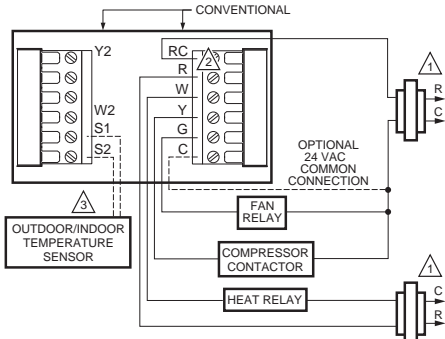 CONVENTIONAL
Y2
W2
S1
S2
RC
2
R
W
Y
G
C
1
R
C
OPTIONAL
24 VAC
COMMON
CONNECTION
3
OUTDOOR/INDOOR
TEMPERATURE
SENSOR
FAN
RELAY
COMPRESSOR
CONTACTOR
HEAT RELAY
1
C
R